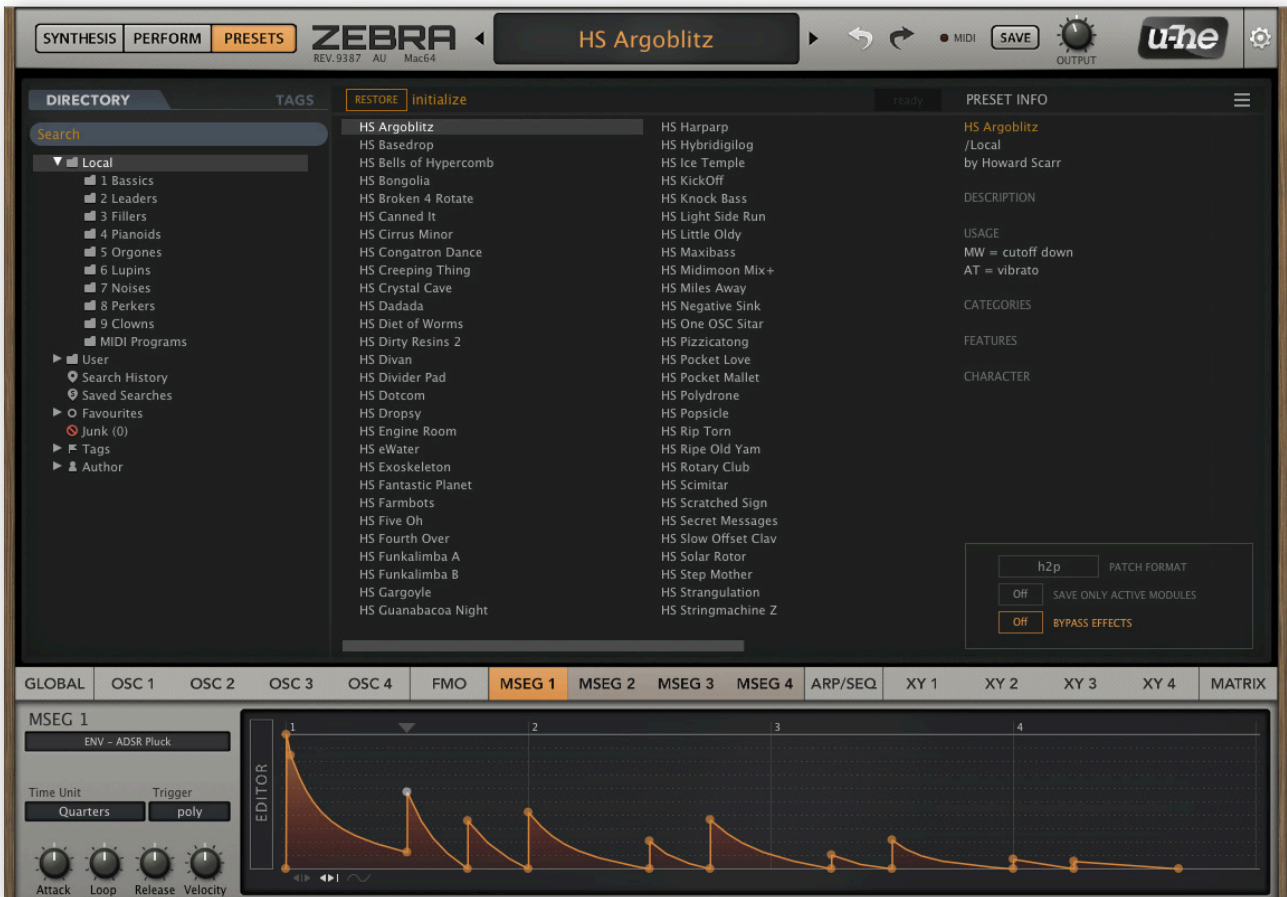 SYNTHESIS PERFORM PRESETS ZEBRA HS Argoblitz MIDI SAVE u-he
REV.9387 AU Mac64 OUTPUT
DIRECTORY TAGS
Search
Local
1 Bassics
2 Leaders
3 Fillers
4 Pianoids
5 Orgones
6 Lupins
7 Noises
8 Perkers
9 Clowns
MIDI Programs
User
Search History
Saved Searches
Favourites
Junk (0)
Tags
Author
RESTORE initialize ready
HS Argoblitz
HS Basedrop
HS Bells of Hypercomb
HS Bongolia
HS Broken 4 Rotate
HS Canned It
HS Cirrus Minor
HS Congatron Dance
HS Creeping Thing
HS Crystal Cave
HS Dadada
HS Diet of Worms
HS Dirty Resins 2
HS Divan
HS Divider Pad
HS Dotcom
HS Dropsy
HS Engine Room
HS eWater
HS Exoskeleton
HS Fantastic Planet
HS Farmbots
HS Five Oh
HS Fourth Over
HS Funkalimba A
HS Funkalimba B
HS Gargoyle
HS Guanabacoa Night
HS Harparp
HS Hybridigilog
HS Ice Temple
HS KickOff
HS Knock Bass
HS Light Side Run
HS Little Oldy
HS Maxibass
HS Midimoon Mix+
HS Miles Away
HS Negative Sink
HS One OSC Sitar
HS Pizzicatong
HS Pocket Love
HS Pocket Mallet
HS Polydrone
HS Popsicle
HS Rip Torn
HS Ripe Old Yam
HS Rotary Club
HS Scimitar
HS Scratched Sign
HS Secret Messages
HS Slow Offset Clav
HS Solar Rotor
HS Step Mother
HS Strangulation
HS Stringmachine Z
PRESET INFO
HS Argoblitz
/Local
by Howard Scarr
DESCRIPTION
USAGE
MW = cutoff down
AT = vibrato
CATEGORIES
FEATURES
CHARACTER
h2p PATCH FORMAT
Off SAVE ONLY ACTIVE MODULES
Off BYPASS EFFECTS
GLOBAL OSC 1 OSC 2 OSC 3 OSC 4 FMO MSEG 1 MSEG 2 MSEG 3 MSEG 4 ARP/SEQ XY 1 XY 2 XY 3 XY 4 MATRIX
MSEG 1
ENV - ADSR Pluck
Time Unit Trigger
Quarters poly
Attack Loop Release Velocity
EDITOR
1 2 3 4